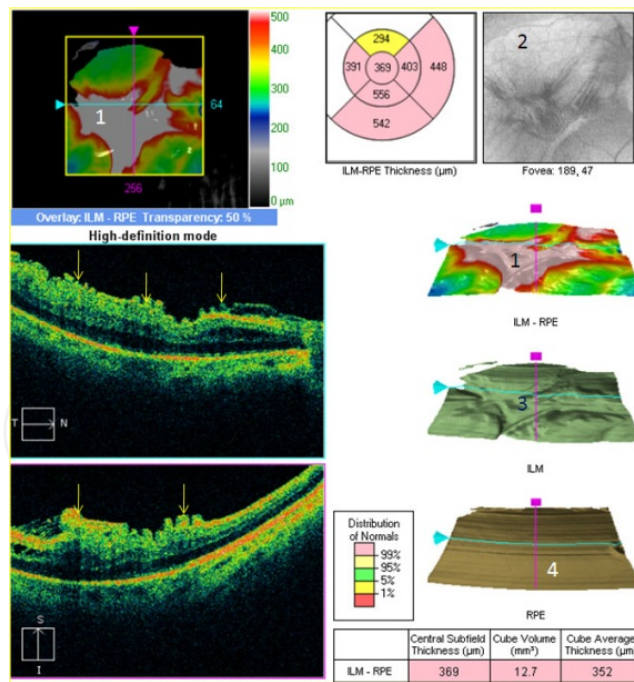 500
400
300
200
100
0 µm
1
64
256
Overlay: ILM - RPE Transparency: 50 %
High-definition mode
T N
S
I
294
391 369 403 448
556
542
ILM-RPE Thickness (µm)
2
Fovea: 189, 47
1
ILM - RPE
3
ILM
4
RPE
Distribution
of Normals
99%
95%
5%
1%
Central Subfield Thickness (µm)
Cube Volume (mm³)
Cube Average Thickness (µm)
ILM - RPE 369 12.7 352